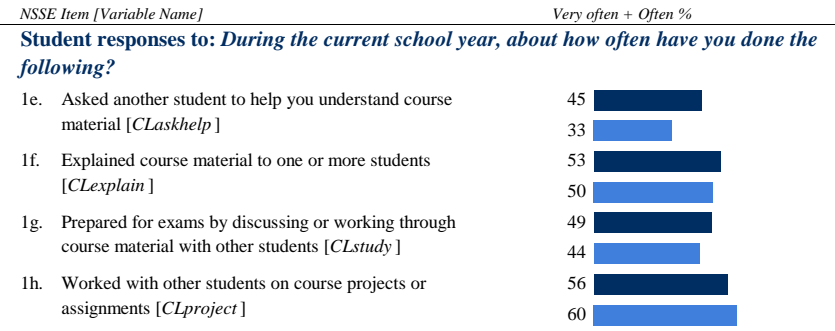 NSSE Item [Variable Name] Very often + Often %
Student responses to: During the current school year, about how often have you done the
following?
1e. Asked another student to help you understand course 45
material [CLaskhelp ] 33
1f. Explained course material to one or more students 53
[CLexplain ] 50
1g. Prepared for exams by discussing or working through 49
course material with other students [CLstudy ] 44
1h. Worked with other students on course projects or 56
assignments [CLproject ] 60